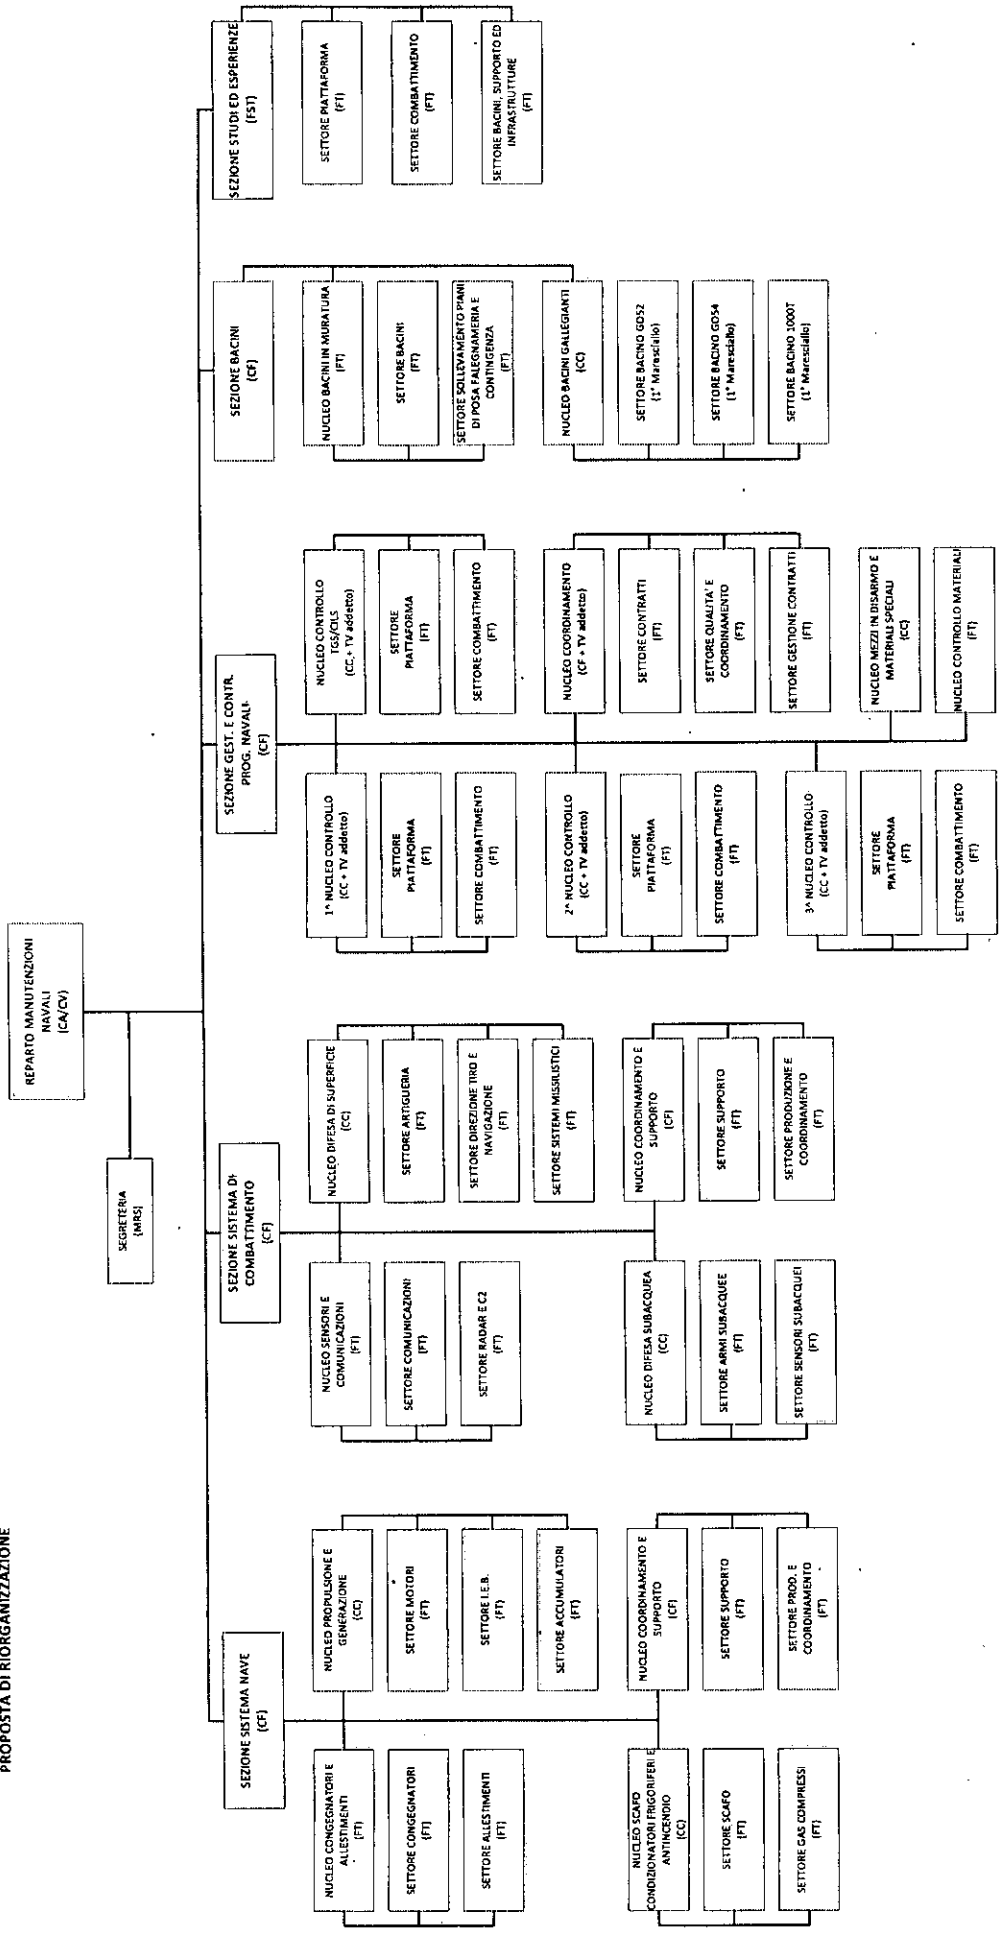 PROPOSTA DI RIORGANIZZAZIONE
REPARTO MANUTENZIONI
NAVALI
(CA/CV)
SEGRETERIA
(MRS)
SEZIONE SISTEMA NAVE
(CF)
NUCLEO CONGEGNATORI E
ALLESTIMENTI
(FT)
SETTORE CONGEGNATORI
(FT)
SETTORE ALLESTIMENTI
(FT)
NUCLEO PROPULSIONE E
GENERAZIONE
(CC)
SETTORE MOTORI
(FT)
SETTORE I.E.B.
(FT)
SETTORE ACCUMULATORI
(FT)
NUCLEO SCAFO
CONDIZIONATORI FRIGORIFERI E
ANTINCENDIO
(CC)
SETTORE SCAFO
(FT)
SETTORE GAS COMPRESSI
(FT)
NUCLEO COORDINAMENTO E
SUPPORTO
(CF)
SETTORE SUPPORTO
(FT)
SETTORE PROD. E
COORDINAMENTO
(FT)
SEZIONE SISTEMA DI
COMBATTIMENTO
(CF)
NUCLEO SENSORI E
COMUNICAZIONI
(FT)
SETTORE COMUNICAZIONI
(FT)
SETTORE RADAR E C2
(FT)
NUCLEO DIFESA DI SUPERFICIE
(CC)
SETTORE ARTIGUERIA
(FT)
SETTORE DIREZIONE TIRO E
NAVIGAZIONE
(FT)
SETTORE SISTEMI MISSILISTICI
(FT)
NUCLEO DIFESA SUBACQUEA
(CC)
SETTORE ARMI SUBACQUEE
(FT)
SETTORE SENSORI SUBACQUEI
(FT)
NUCLEO COORDINAMENTO E
SUPPORTO
(CF)
SETTORE SUPPORTO
(FT)
SETTORE PRODUZIONE E
COORDINAMENTO
(FT)
SEZIONE GEST. E CONTR.
PROG. NAVALI
(CF)
1^ NUCLEO CONTROLLO
(CC + TV addetto)
SETTORE
PIATTAFORMA
(FT)
SETTORE COMBATTIMENTO
(FT)
NUCLEO CONTROLLO
TGS/CILS
(CC + TV addetto)
SETTORE
PIATTAFORMA
(FT)
SETTORE COMBATTIMENTO
(FT)
2^ NUCLEO CONTROLLO
(CC + TV addetto)
SETTORE
PIATTAFORMA
(FT)
SETTORE COMBATTIMENTO
(FT)
NUCLEO COORDINAMENTO
(CF + TV addetto)
SETTORE CONTRATTI
(FT)
SETTORE QUALITA' E
COORDINAMENTO
(FT)
SETTORE GESTIONE CONTRATTI
(FT)
3^ NUCLEO CONTROLLO
(CC + TV addetto)
SETTORE
PIATTAFORMA
(FT)
SETTORE COMBATTIMENTO
(FT)
NUCLEO MEZZI IN DISARMO E
MATERIALI SPECIALI
(CC)
NUCLEO CONTROLLO MATERIALI
(FT)
SEZIONE BACINI
(CF)
NUCLEO BACINI IN MURATURA
(FT)
SETTORE BACINI
(FT)
SETTORE SOLLEVAMENTO PIANI
DI POSA FALEGNAMERIA E
CONTINGENZA
(FT)
NUCLEO BACINI GALLEGIANTI
(CC)
SETTORE BACINO GO52
(1° Maresciallo)
SETTORE BACINO GO54
(1° Maresciallo)
SETTORE BACINO 1000T
(1° Maresciallo)
SEZIONE STUDI ED ESPERIENZE
(FST)
SETTORE PIATTAFORMA
(FT)
SETTORE COMBATTIMENTO
(FT)
SETTORE BACINI, SUPPORTO ED
INFRASTRUTTURE
(FT)